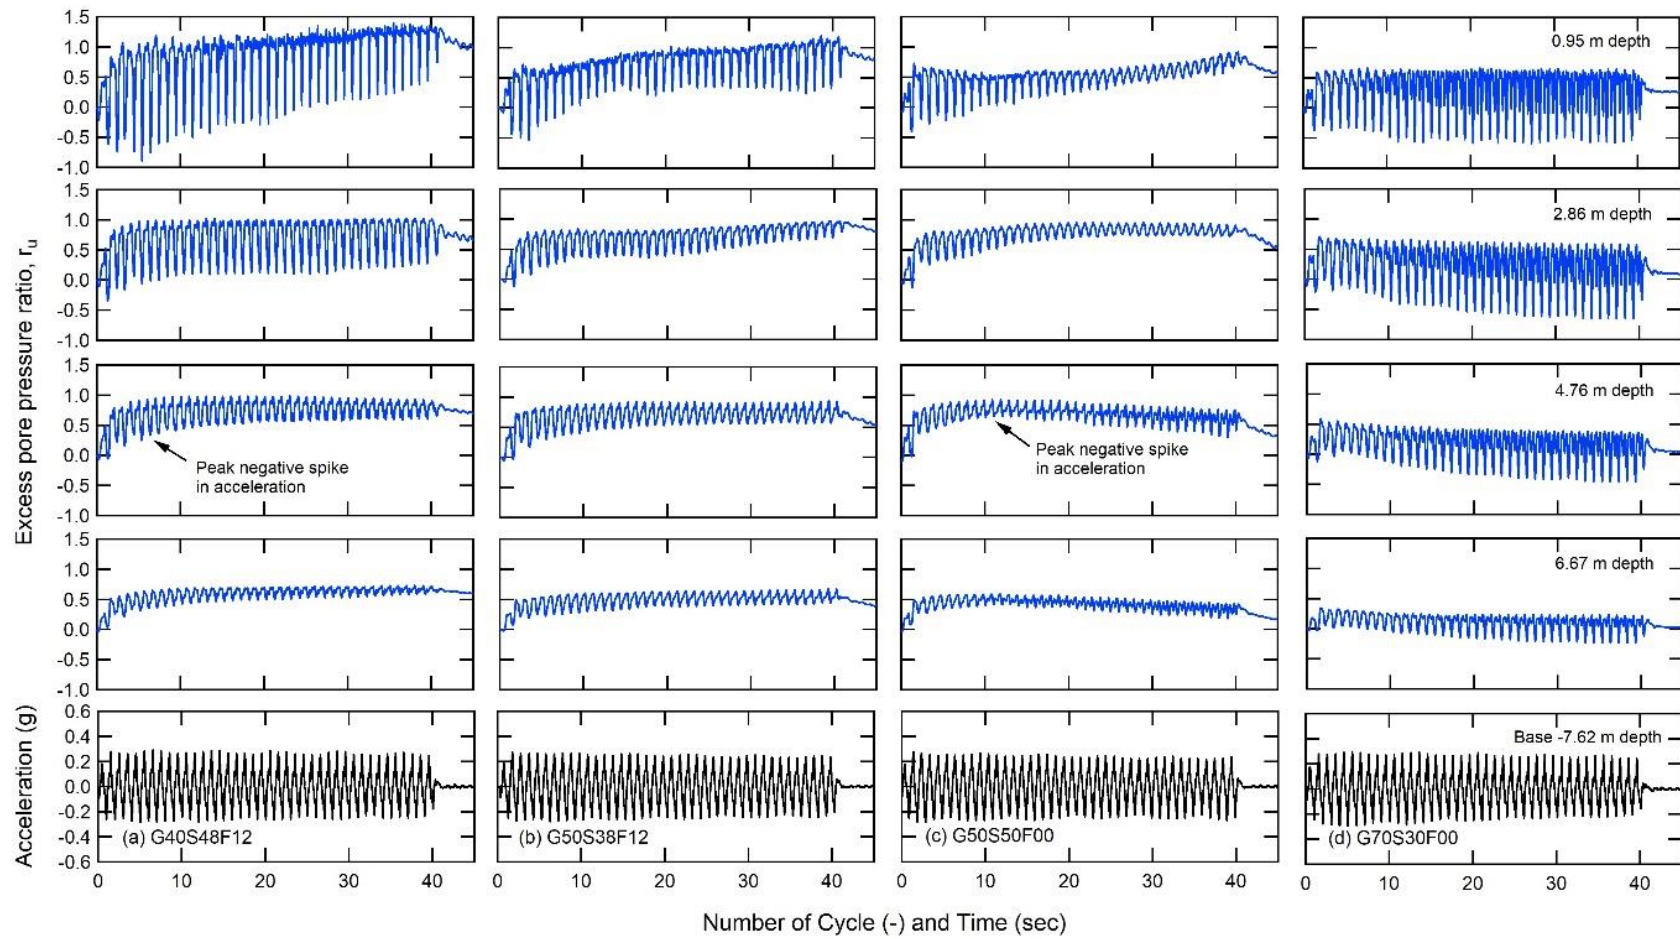 Excess pore pressure ratio, ru
Acceleration (g)
1.5
1.0
0.5
0.0
-0.5
-1.0
0.95 m depth
1.5
1.0
0.5
0.0
-0.5
-1.0
2.86 m depth
1.5
1.0
0.5
0.0
-0.5
-1.0
Peak negative spike
in acceleration
Peak negative spike
in acceleration
4.76 m depth
1.5
1.0
0.5
0.0
-0.5
-1.0
6.67 m depth
0.6
0.4
0.2
0.0
-0.2
-0.4
-0.6
Base -7.62 m depth
(a) G40S48F12
(b) G50S38F12
(c) G50S50F00
(d) G70S30F00
0 10 20 30 40
0 10 20 30 40
0 10 20 30 40
0 10 20 30 40
Number of Cycle (-) and Time (sec)